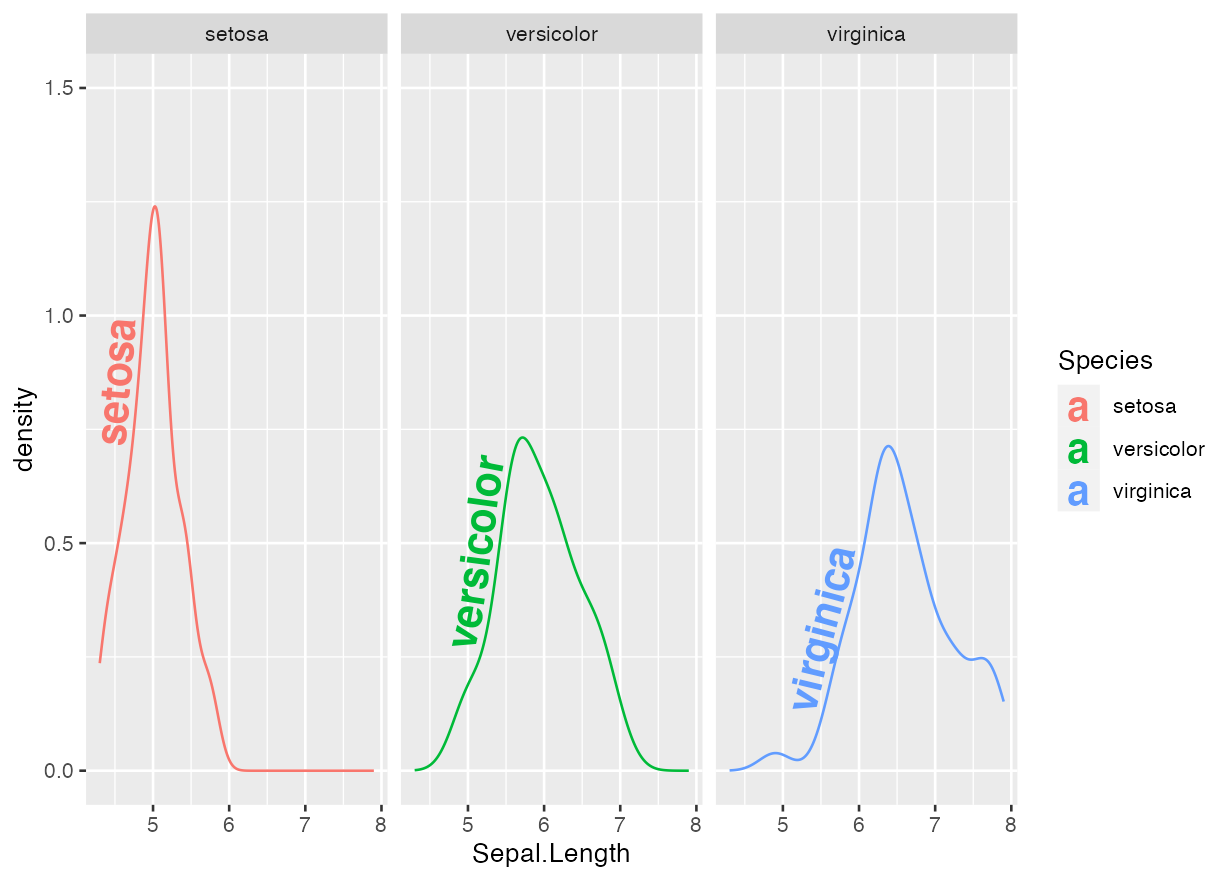 setosa versicolor virginica
1.5
1.0
0.5
0.0
density
setosa
versicolor
virginica
5 6 7 8 5 6 7 8 5 6 7 8
Sepal.Length
Species
a setosa
a versicolor
a virginica